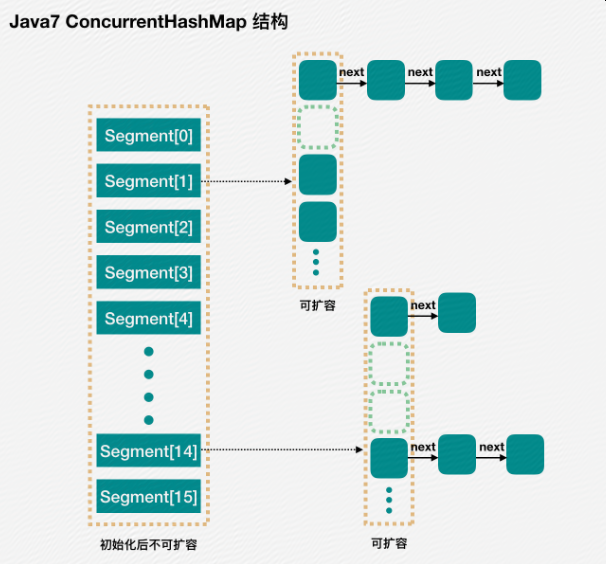 Java7 ConcurrentHashMap 结构
next
next
next
Segment[0]
Segment[1]
Segment[2]
Segment[3]
Segment[4]
可扩容
next
Segment[14]
next
next
Segment[15]
初始化后不可扩容
可扩容